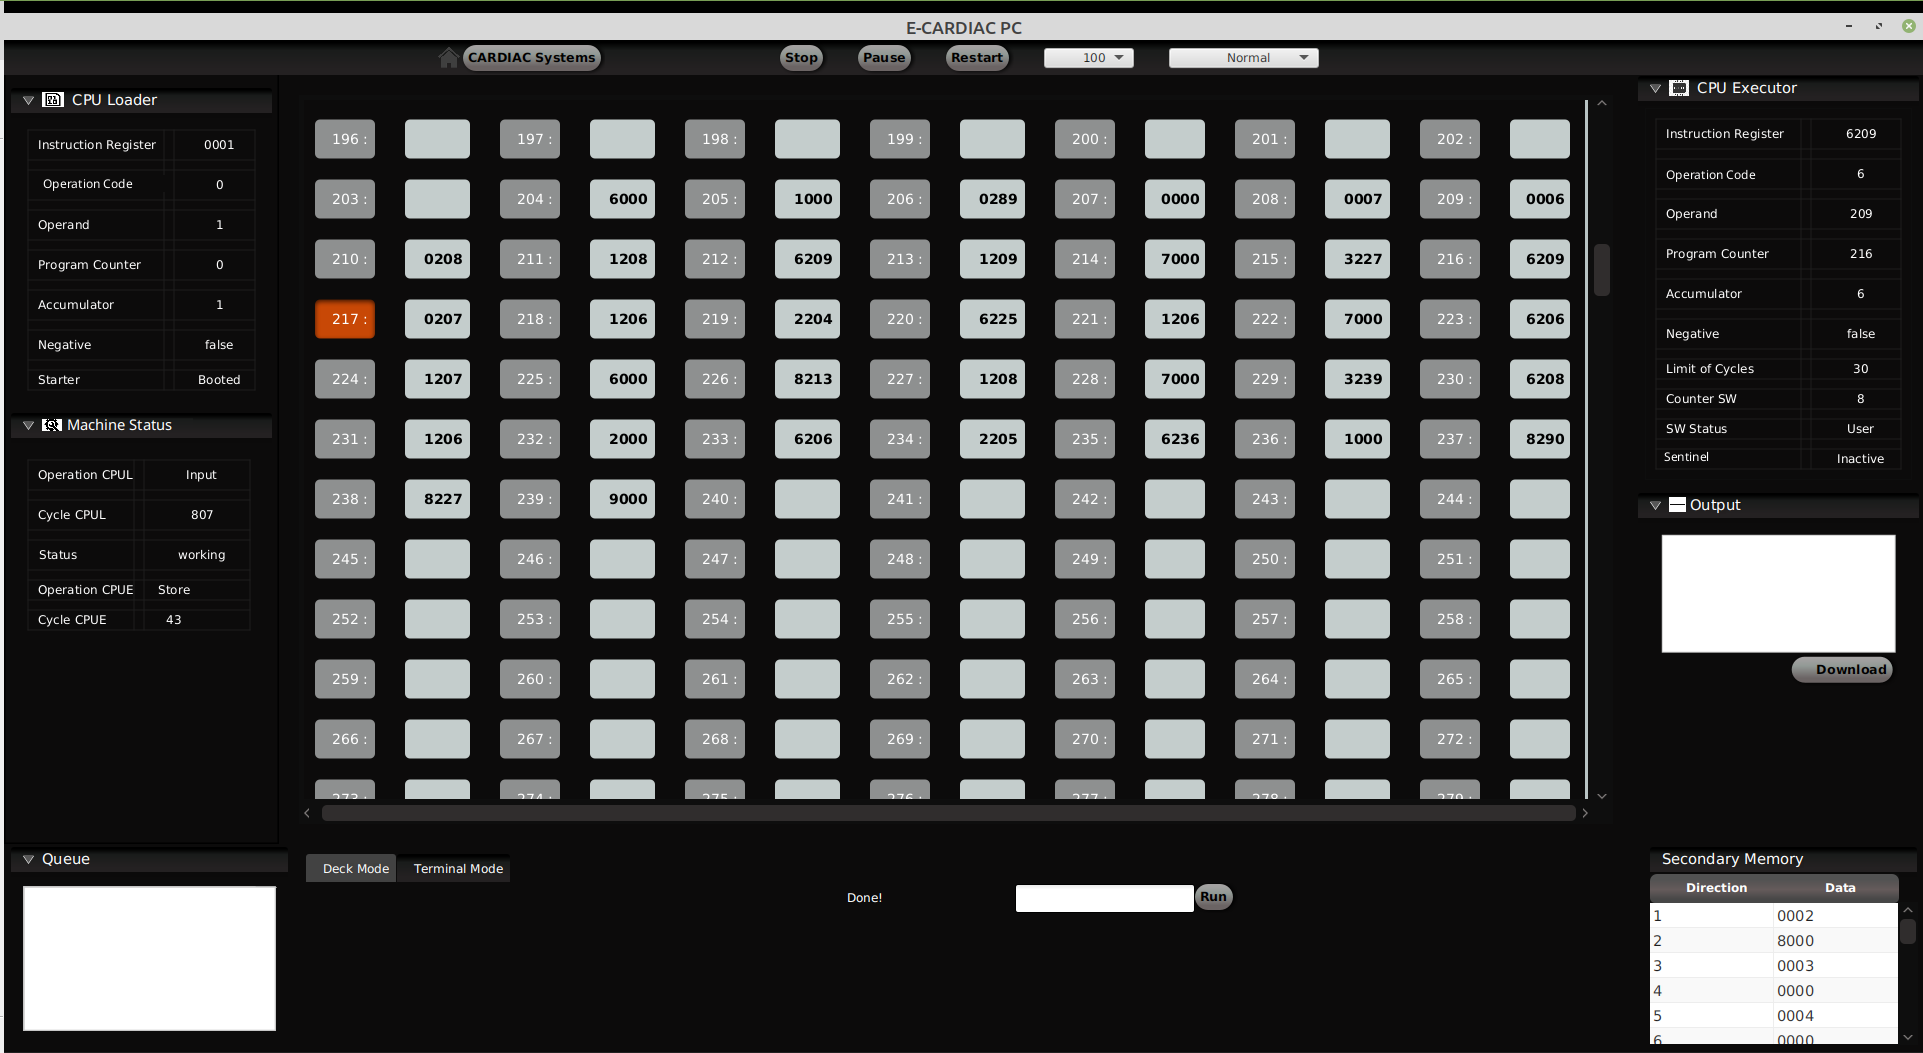 E-CARDIAC PC
CARDIAC Systems
Stop
Pause
Restart
100
Normal
CPU Loader
Instruction Register 0001
Operation Code 0
Operand 1
Program Counter 0
Accumulator 1
Negative false
Starter Booted
Machine Status
Operation CPUL Input
Cycle CPUL 807
Status working
Operation CPUE Store
Cycle CPUE 43
196 : 197 : 198 : 199 : 200 : 201 : 202 :
203 : 204 : 6000 205 : 1000 206 : 0289 207 : 0000 208 : 0007 209 : 0006
210 : 0208 211 : 1208 212 : 6209 213 : 1209 214 : 7000 215 : 3227 216 : 6209
217 : 0207 218 : 1206 219 : 2204 220 : 6225 221 : 1206 222 : 7000 223 : 6206
224 : 1207 225 : 6000 226 : 8213 227 : 1208 228 : 7000 229 : 3239 230 : 6208
231 : 1206 232 : 2000 233 : 6206 234 : 2205 235 : 6236 236 : 1000 237 : 8290
238 : 8227 239 : 9000 240 : 241 : 242 : 243 : 244 :
245 : 246 : 247 : 248 : 249 : 250 : 251 :
252 : 253 : 254 : 255 : 256 : 257 : 258 :
259 : 260 : 261 : 262 : 263 : 264 : 265 :
266 : 267 : 268 : 269 : 270 : 271 : 272 :
273 : 274 : 275 : 276 : 277 : 278 : 279 :
CPU Executor
Instruction Register 6209
Operation Code 6
Operand 209
Program Counter 216
Accumulator 6
Negative false
Limit of Cycles 30
Counter SW 8
SW Status User
Sentinel Inactive
Output
Download
Queue
Deck Mode
Terminal Mode
Done!
Run
Secondary Memory
Direction Data
1 0002
2 8000
3 0003
4 0000
5 0004
6 0000